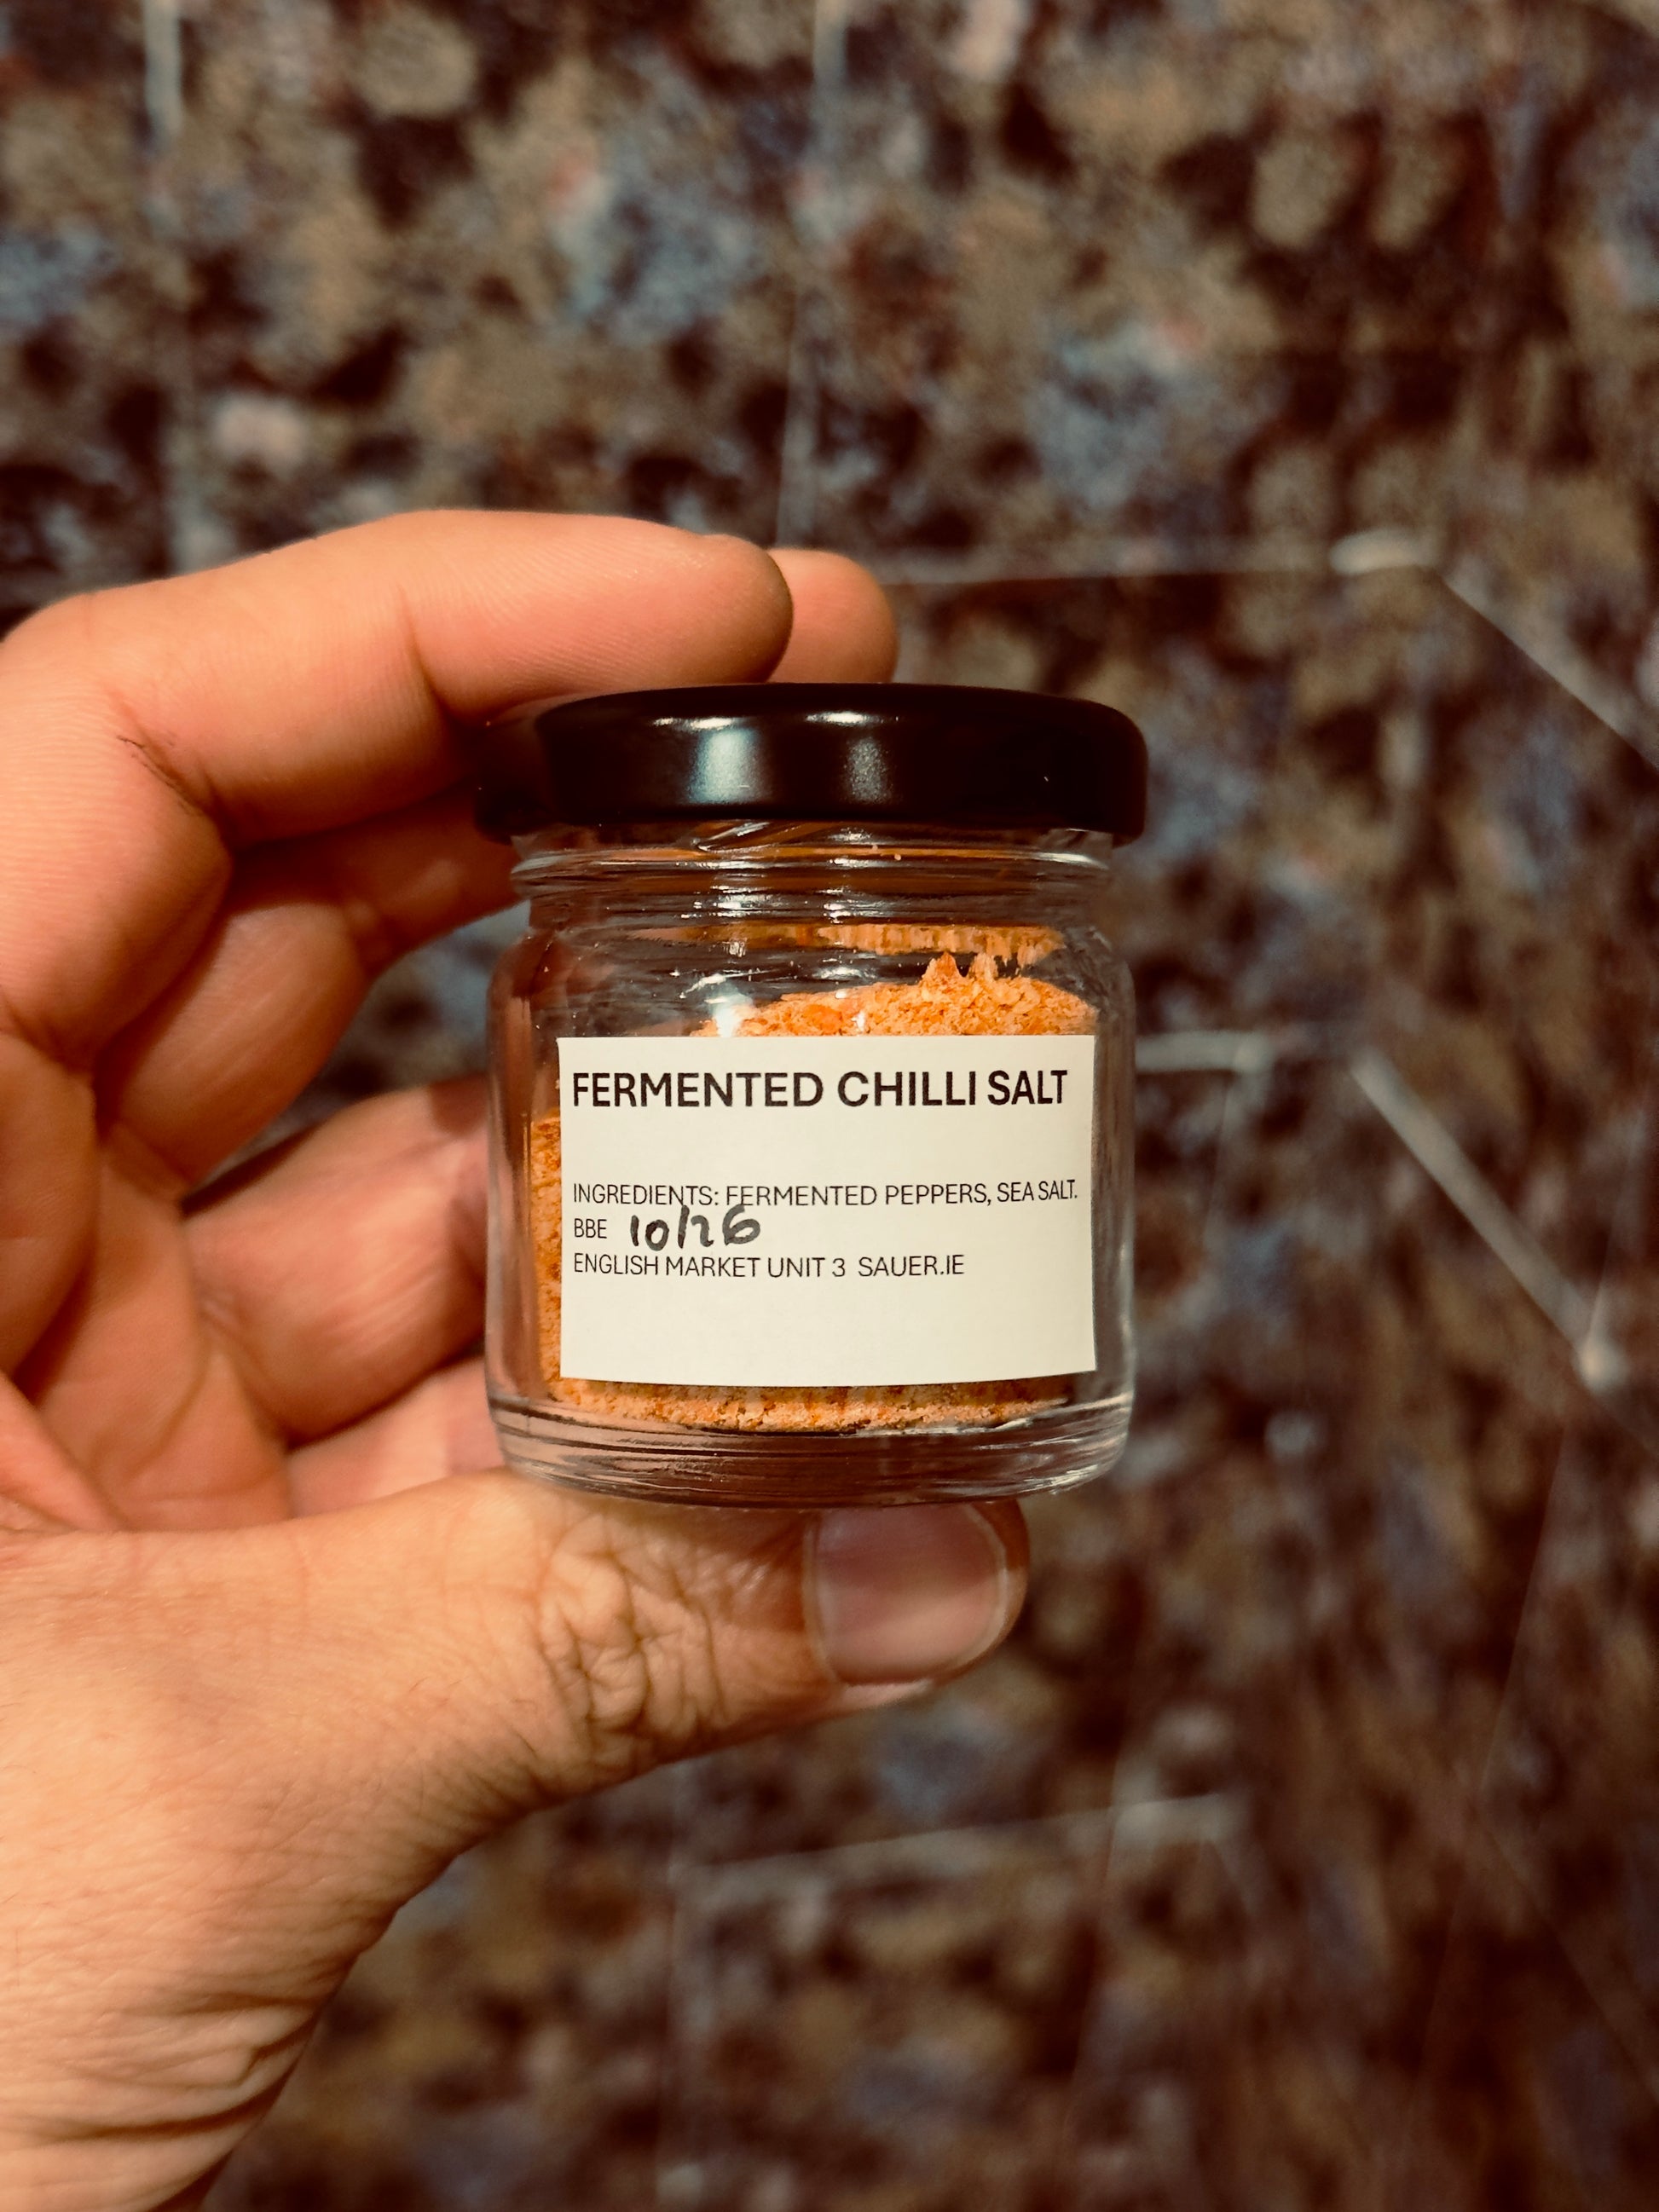 FERMENTED CHILLI SALT
INGREDIENTS: FERMENTED PEPPERS, SEA SALT.
BBE 10/26
ENGLISH MARKET UNIT 3 SAUER.IE